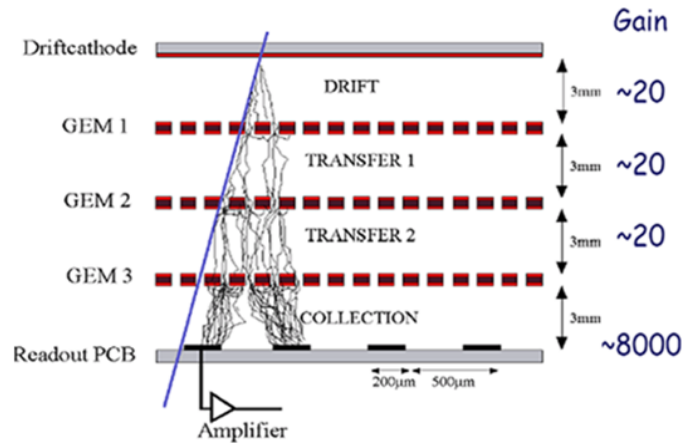 Gain
Driftcathode
DRIFT
3mm
~20
GEM 1
TRANSFER 1
3mm
~20
GEM 2
TRANSFER 2
3mm
~20
GEM 3
COLLECTION
3mm
~8000
Readout PCB
200µm
500µm
Amplifier